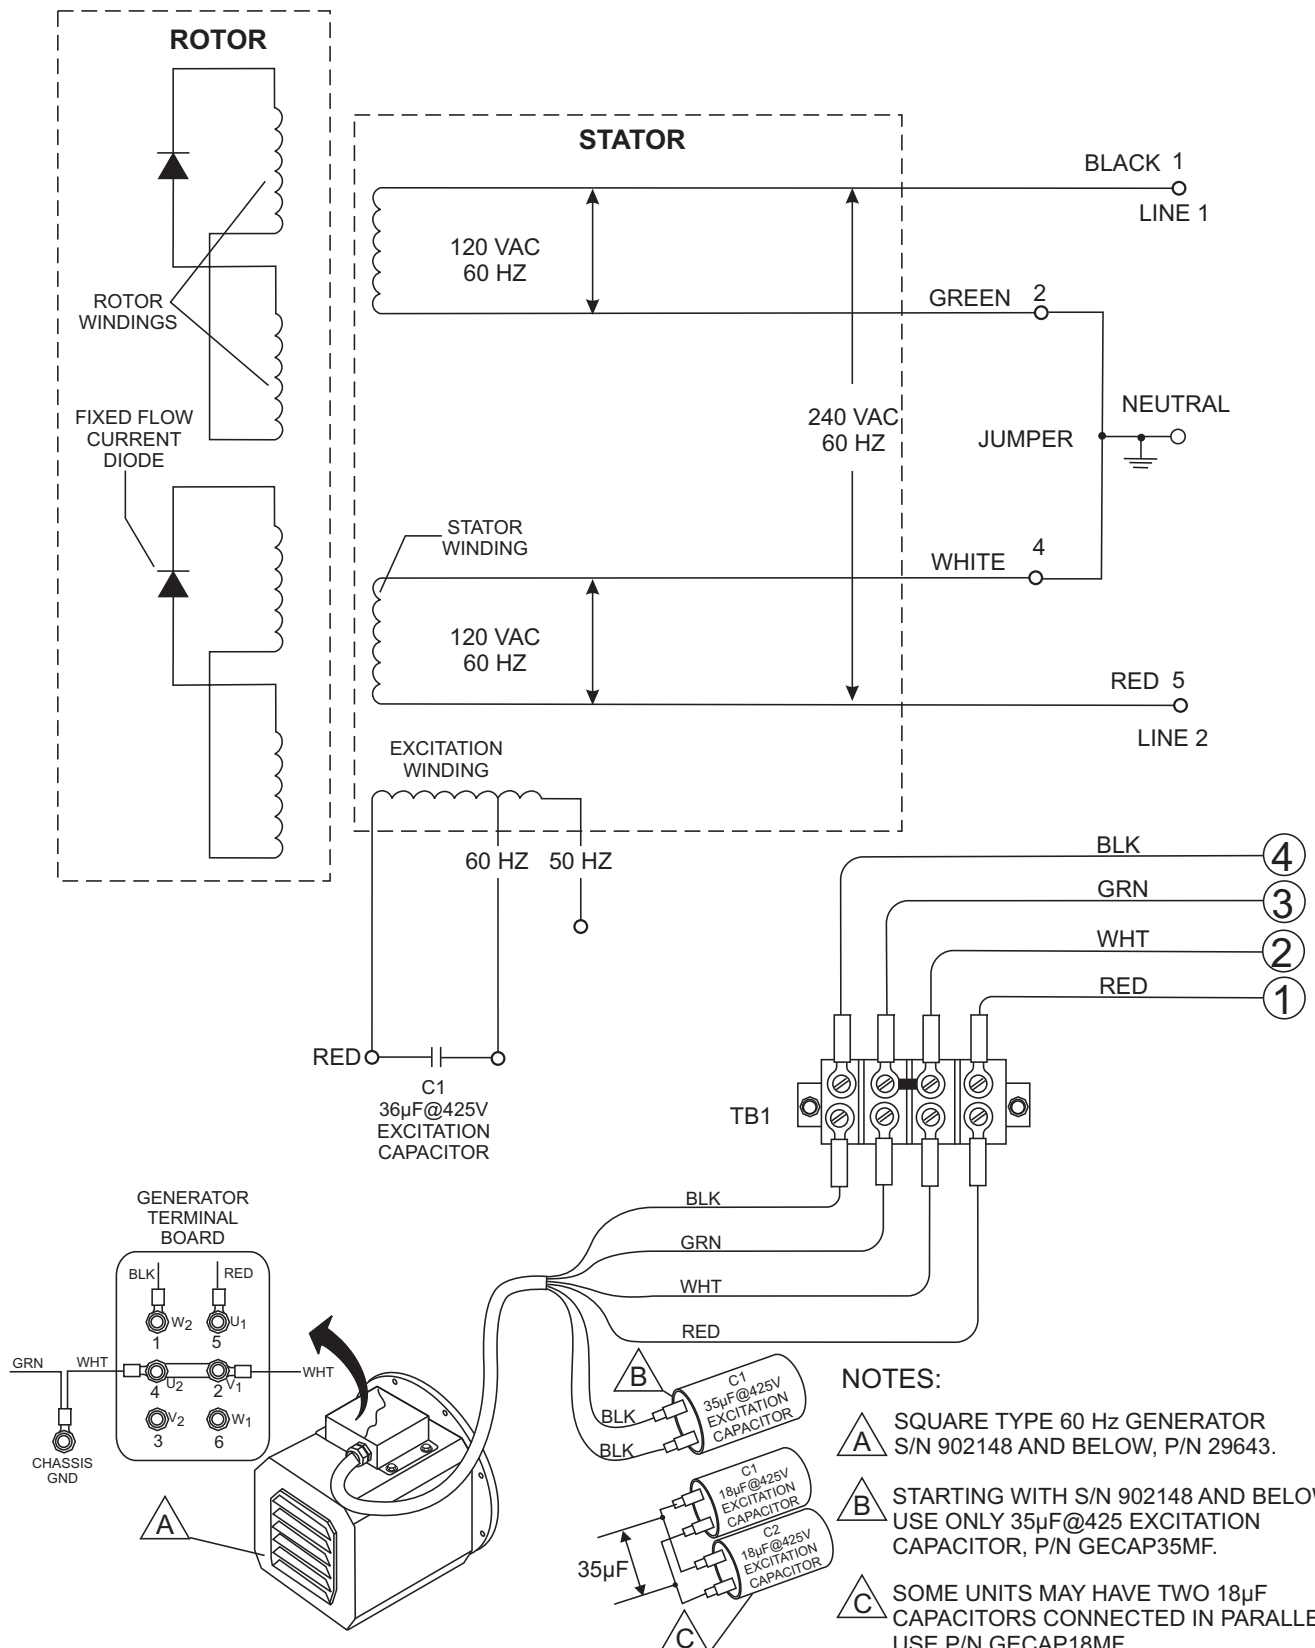 ROTOR
ROTOR
WINDINGS
FIXED FLOW
CURRENT
DIODE
STATOR
120 VAC
60 HZ
240 VAC
60 HZ
STATOR
WINDING
120 VAC
60 HZ
EXCITATION
WINDING
60 HZ 50 HZ
BLACK 1
LINE 1
GREEN 2
NEUTRAL
JUMPER
WHITE 4
RED 5
LINE 2
RED
C1
36µF@425V
EXCITATION
CAPACITOR
BLK 4
GRN 3
WHT 2
RED 1
TB1
BLK
GRN
WHT
RED
GENERATOR
TERMINAL
BOARD
BLK RED
W2 U1
1 5
GRN WHT WHT
U2 V1
4 2
V2 W1
3 6
CHASSIS
GND
A
B
BLK
BLK
C1
35µF@425V
EXCITATION
CAPACITOR
C1
18µF@425V
EXCITATION
CAPACITOR
C2
18µF@425V
EXCITATION
CAPACITOR
35µF
C
NOTES:
A SQUARE TYPE 60 Hz GENERATOR
S/N 902148 AND BELOW, P/N 29643.
B STARTING WITH S/N 902148 AND BELOW
USE ONLY 35µF@425 EXCITATION
CAPACITOR, P/N GECAP35MF.
C SOME UNITS MAY HAVE TWO 18µF
CAPACITORS CONNECTED IN PARALLE
USE P/N GECAP18MF